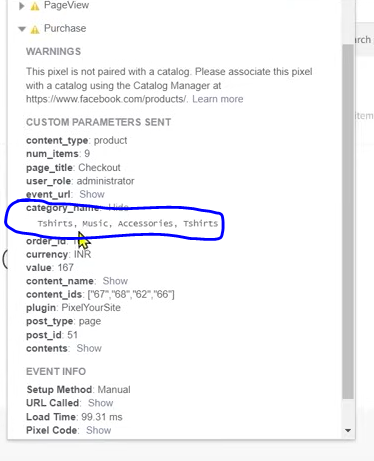 PageView
Purchase
WARNINGS
This pixel is not paired with a catalog. Please associate this pixel
with a catalog using the Catalog Manager at
https://www.facebook.com/products/. Learn more
CUSTOM PARAMETERS SENT
content_type: product
num_items: 9
page_title: Checkout
user_role: administrator
event_url: Show
category_name: Hide
Tshirts, Music, Accessories, Tshirts
order_id:
currency: INR
value: 167
content_name: Show
content_ids: ["67","68","62","66"]
plugin: PixelYourSite
post_type: page
post_id: 51
contents: Show
EVENT INFO
Setup Method: Manual
URL Called: Show
Load Time: 99.31 ms
Pixel Code: Show